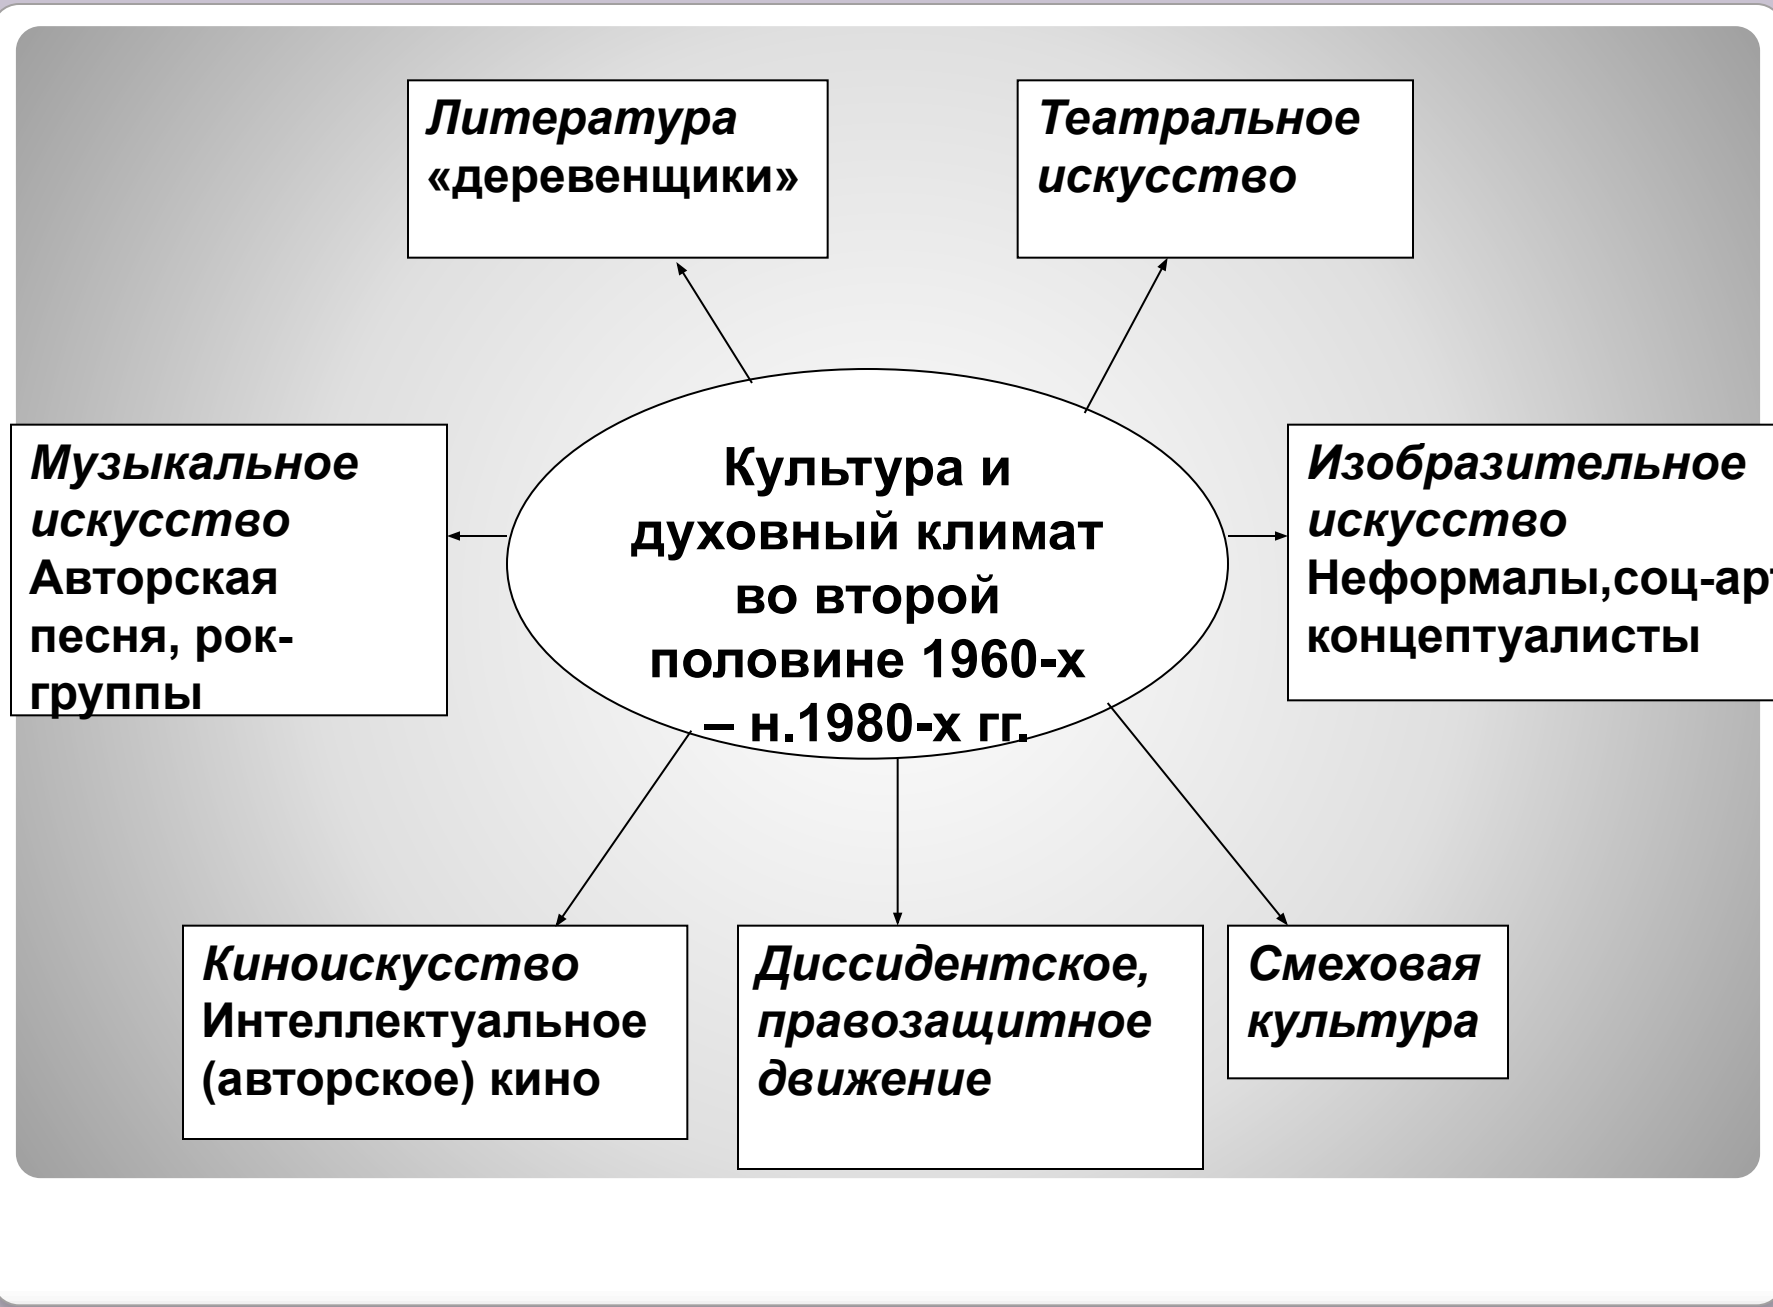 Литература
«деревенщики»
Театральное
искусство
Музыкальное
искусство
Авторская
песня, рок-
группы
Культура и
духовный климат
во второй
половине 1960-х
– н.1980-х гг.
Изобразительное
искусство
Неформалы,соц-арт
концептуалисты
Киноискусство
Интеллектуальное
(авторское) кино
Диссидентское,
правозащитное
движение
Смеховая
культура